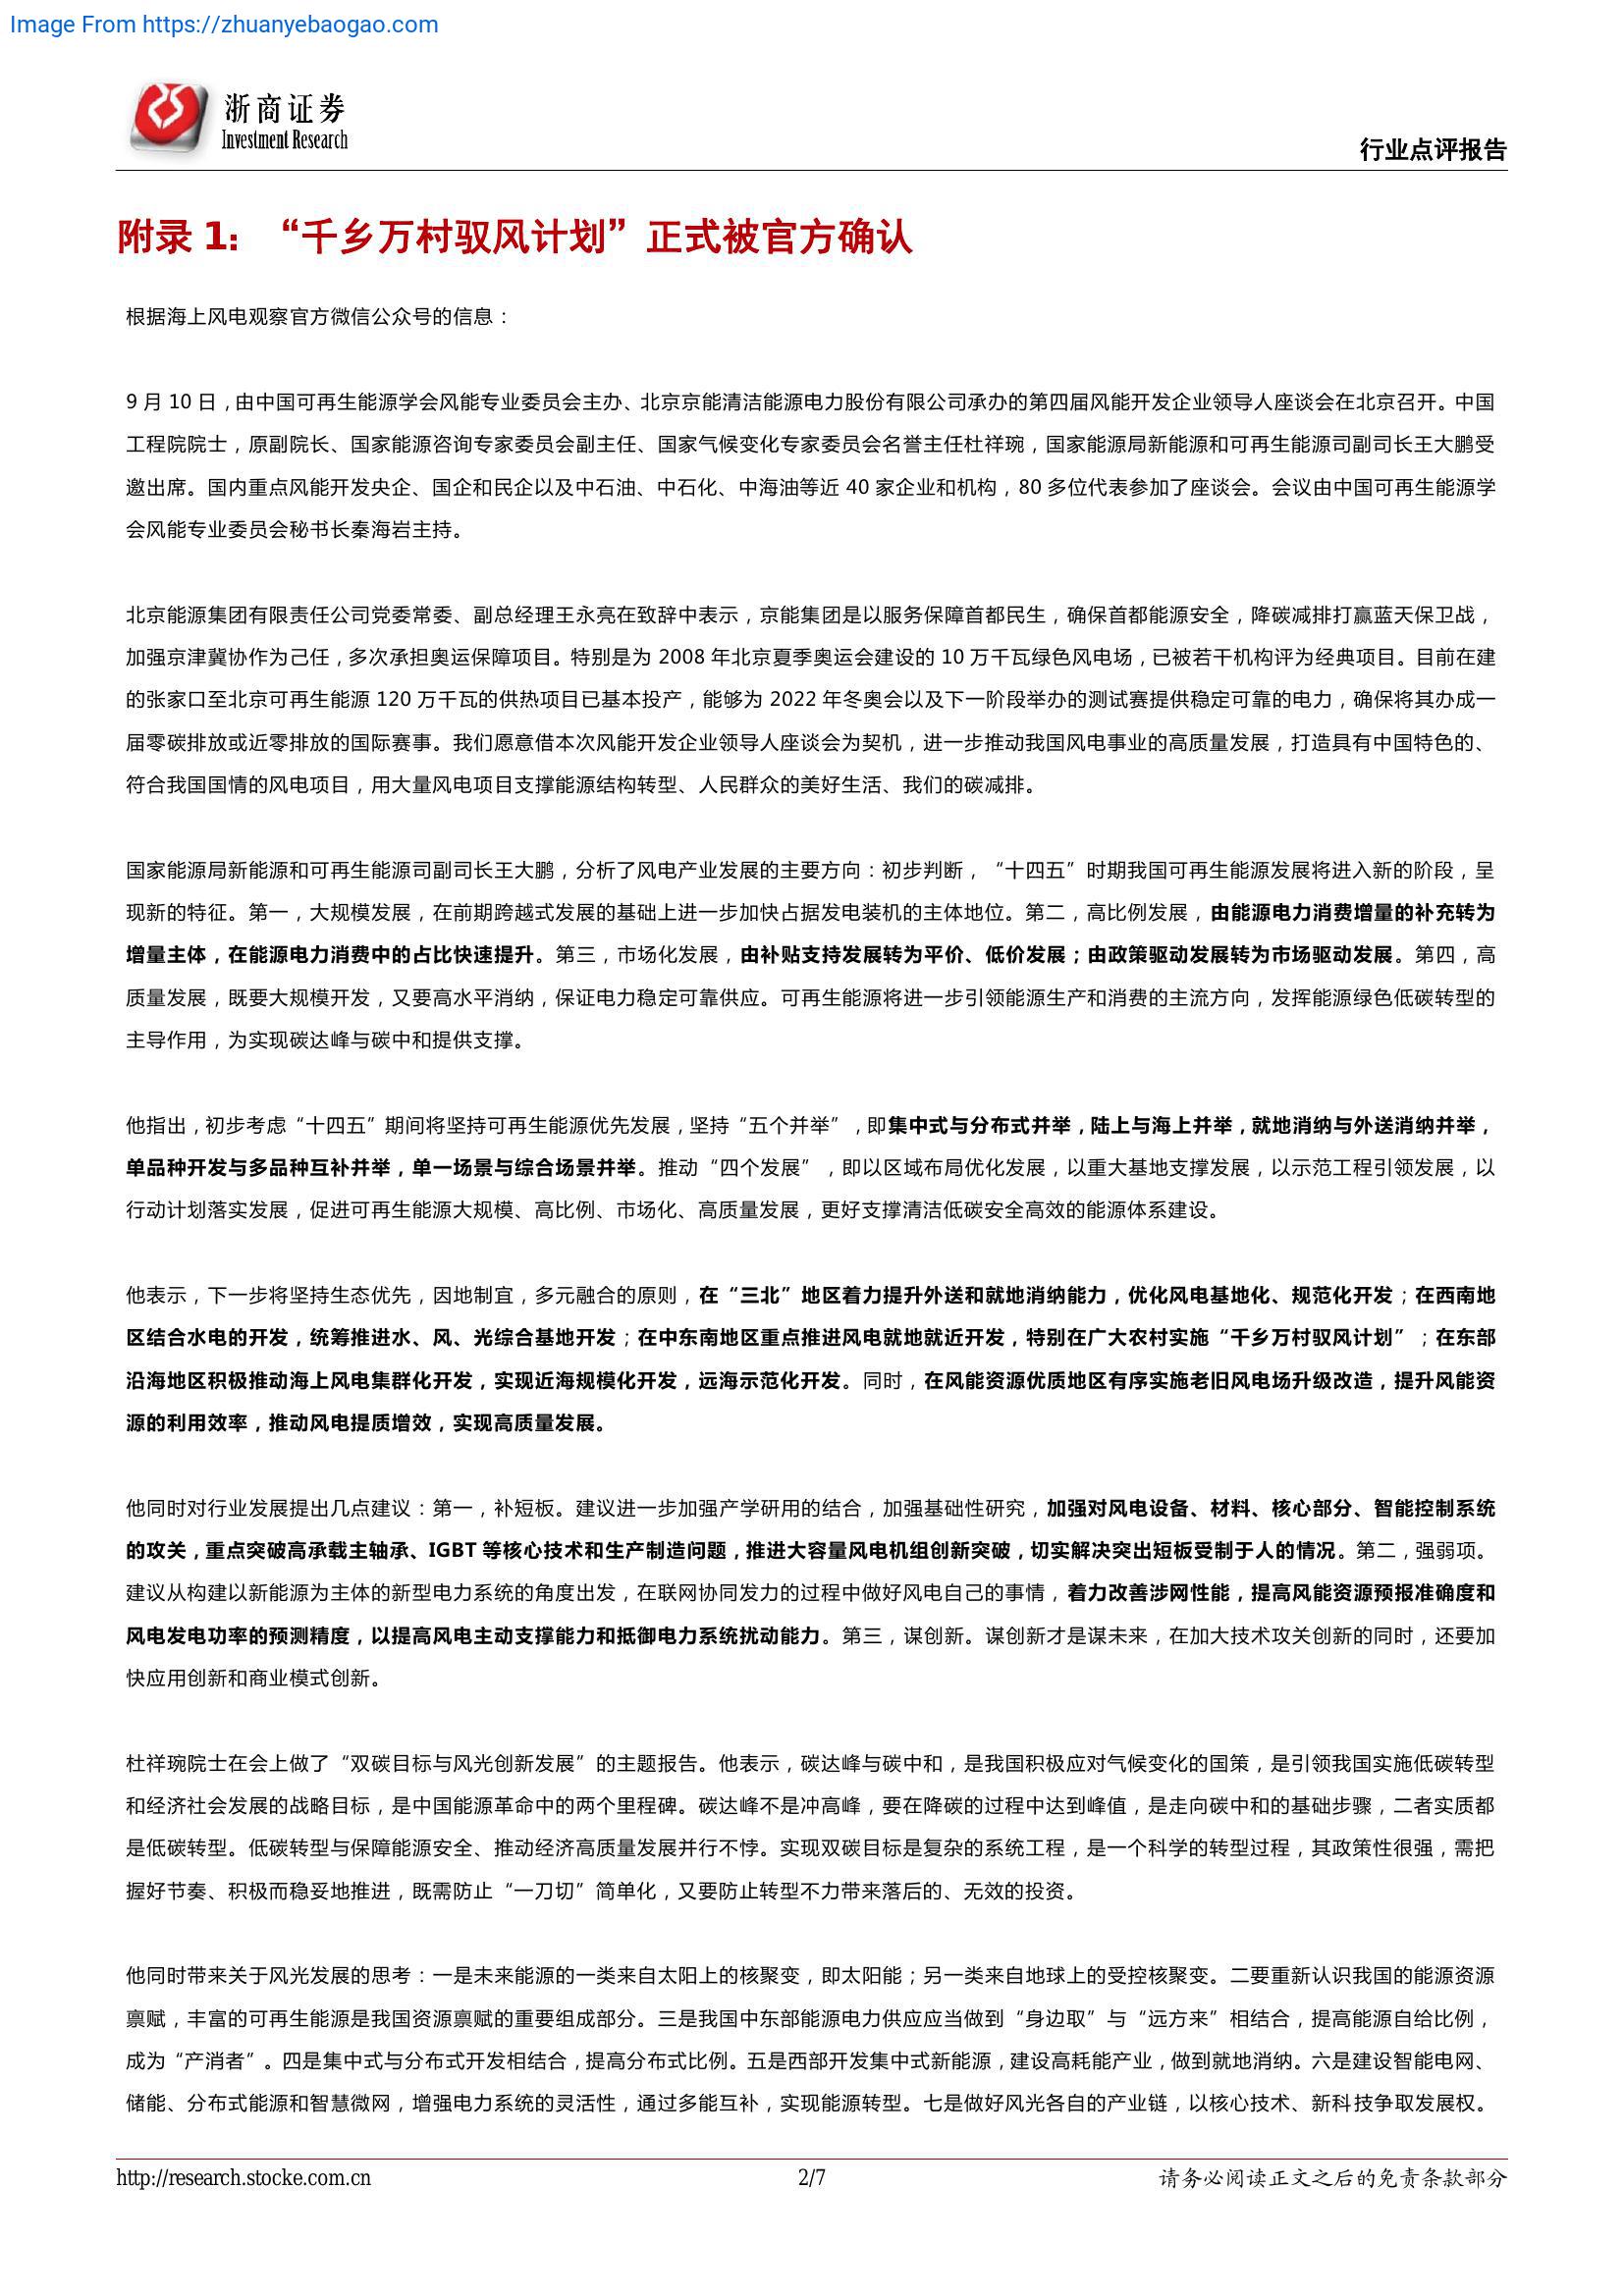 Image From https://zhuanyebaogao.com
浙商证券
Investment Research
行业点评报告
附录 1：“千乡万村驭风计划”正式被官方确认
根据海上风电观察官方微信公众号的信息：
9 月 10 日，由中国可再生能源学会风能专业委员会主办、北京京能清洁能源电力股份有限公司承办的第四届风能开发企业领导人座谈会在北京召开。中国
工程院院士，原副院长、国家能源咨询专家委员会副主任、国家气候变化专家委员会名誉主任杜祥琬，国家能源局新能源和可再生能源司副司长王大鹏受
邀出席。国内重点风能开发央企、国企和民企以及中石油、中石化、中海油等近 40 家企业和机构，80 多位代表参加了座谈会。会议由中国可再生能源学
会风能专业委员会秘书长秦海岩主持。
北京能源集团有限责任公司党委常委、副总经理王永亮在致辞中表示，京能集团是以服务保障首都民生，确保首都能源安全，降碳减排打赢蓝天保卫战，
加强京津冀协作为己任，多次承担奥运保障项目。特别是为 2008 年北京夏季奥运会建设的 10 万千瓦绿色风电场，已被若干机构评为经典项目。目前在建
的张家口至北京可再生能源 120 万千瓦的供热项目已基本投产，能够为 2022 年冬奥会以及下一阶段举办的测试赛提供稳定可靠的电力，确保将其办成一
届零碳排放或近零排放的国际赛事。我们愿意借本次风能开发企业领导人座谈会为契机，进一步推动我国风电事业的高质量发展，打造具有中国特色的、
符合我国国情的风电项目，用大量风电项目支撑能源结构转型、人民群众的美好生活、我们的碳减排。
国家能源局新能源和可再生能源司副司长王大鹏，分析了风电产业发展的主要方向：初步判断，“十四五”时期我国可再生能源发展将进入新的阶段，呈
现新的特征。第一，大规模发展，在前期跨越式发展的基础上进一步加快占据发电装机的主体地位。第二，高比例发展，由能源电力消费增量的补充转为
增量主体，在能源电力消费中的占比快速提升。第三，市场化发展，由补贴支持发展转为平价、低价发展；由政策驱动发展转为市场驱动发展。第四，高
质量发展，既要大规模开发，又要高水平消纳，保证电力稳定可靠供应。可再生能源将进一步引领能源生产和消费的主流方向，发挥能源绿色低碳转型的
主导作用，为实现碳达峰与碳中和提供支撑。
他指出，初步考虑“十四五”期间将坚持可再生能源优先发展，坚持“五个并举”，即集中式与分布式并举，陆上与海上并举，就地消纳与外送消纳并举，
单品种开发与多品种互补并举，单一场景与综合场景并举。推动“四个发展”，即以区域布局优化发展，以重大基地支撑发展，以示范工程引领发展，以
行动计划落实发展，促进可再生能源大规模、高比例、市场化、高质量发展，更好支撑清洁低碳安全高效的能源体系建设。
他表示，下一步将坚持生态优先，因地制宜，多元融合的原则，在“三北”地区着力提升外送和就地消纳能力，优化风电基地化、规范化开发；在西南地
区结合水电的开发，统筹推进水、风、光综合基地开发；在中东南地区重点推进风电就地就近开发，特别在广大农村实施“千乡万村驭风计划”；在东部
沿海地区积极推动海上风电集群化开发，实现近海规模化开发，远海示范化开发。同时，在风能资源优质地区有序实施老旧风电场升级改造，提升风能资
源的利用效率，推动风电提质增效，实现高质量发展。
他同时对行业发展提出几点建议：第一，补短板。建议进一步加强产学研用的结合，加强基础性研究，加强对风电设备、材料、核心部分、智能控制系统
的攻关，重点突破高承载主轴承、IGBT 等核心技术和生产制造问题，推进大容量风电机组创新突破，切实解决突出短板受制于人的情况。第二，强弱项。
建议从构建以新能源为主体的新型电力系统的角度出发，在联网协同发力的过程中做好风电自己的事情，着力改善涉网性能，提高风能资源预报准确度和
风电发电功率的预测精度，以提高风电主动支撑能力和抵御电力系统扰动能力。第三，谋创新。谋创新才是谋未来，在加大技术攻关创新的同时，还要加
快应用创新和商业模式创新。
杜祥琬院士在会上做了“双碳目标与风光创新发展”的主题报告。他表示，碳达峰与碳中和，是我国积极应对气候变化的国策，是引领我国实施低碳转型
和经济社会发展的战略目标，是中国能源革命中的两个里程碑。碳达峰不是冲高峰，要在降碳的过程中达到峰值，是走向碳中和的基础步骤，二者实质都
是低碳转型。低碳转型与保障能源安全、推动经济高质量发展并行不悖。实现双碳目标是复杂的系统工程，是一个科学的转型过程，其政策性很强，需把
握好节奏、积极而稳妥地推进，既需防止“一刀切”简单化，又要防止转型不力带来落后的、无效的投资。
他同时带来关于风光发展的思考：一是未来能源的一类来自太阳上的核聚变，即太阳能；另一类来自地球上的受控核聚变。二要重新认识我国的能源资源
禀赋，丰富的可再生能源是我国资源禀赋的重要组成部分。三是我国中东部能源电力供应应当做到“身边取”与“远方来”相结合，提高能源自给比例，
成为“产消者”。四是集中式与分布式开发相结合，提高分布式比例。五是西部开发集中式新能源，建设高耗能产业，做到就地消纳。六是建设智能电网、
储能、分布式能源和智慧微网，增强电力系统的灵活性，通过多能互补，实现能源转型。七是做好风光各自的产业链，以核心技术、新科技争取发展权。
http://research.stocke.com.cn
2/7
请务必阅读正文之后的免责条款部分